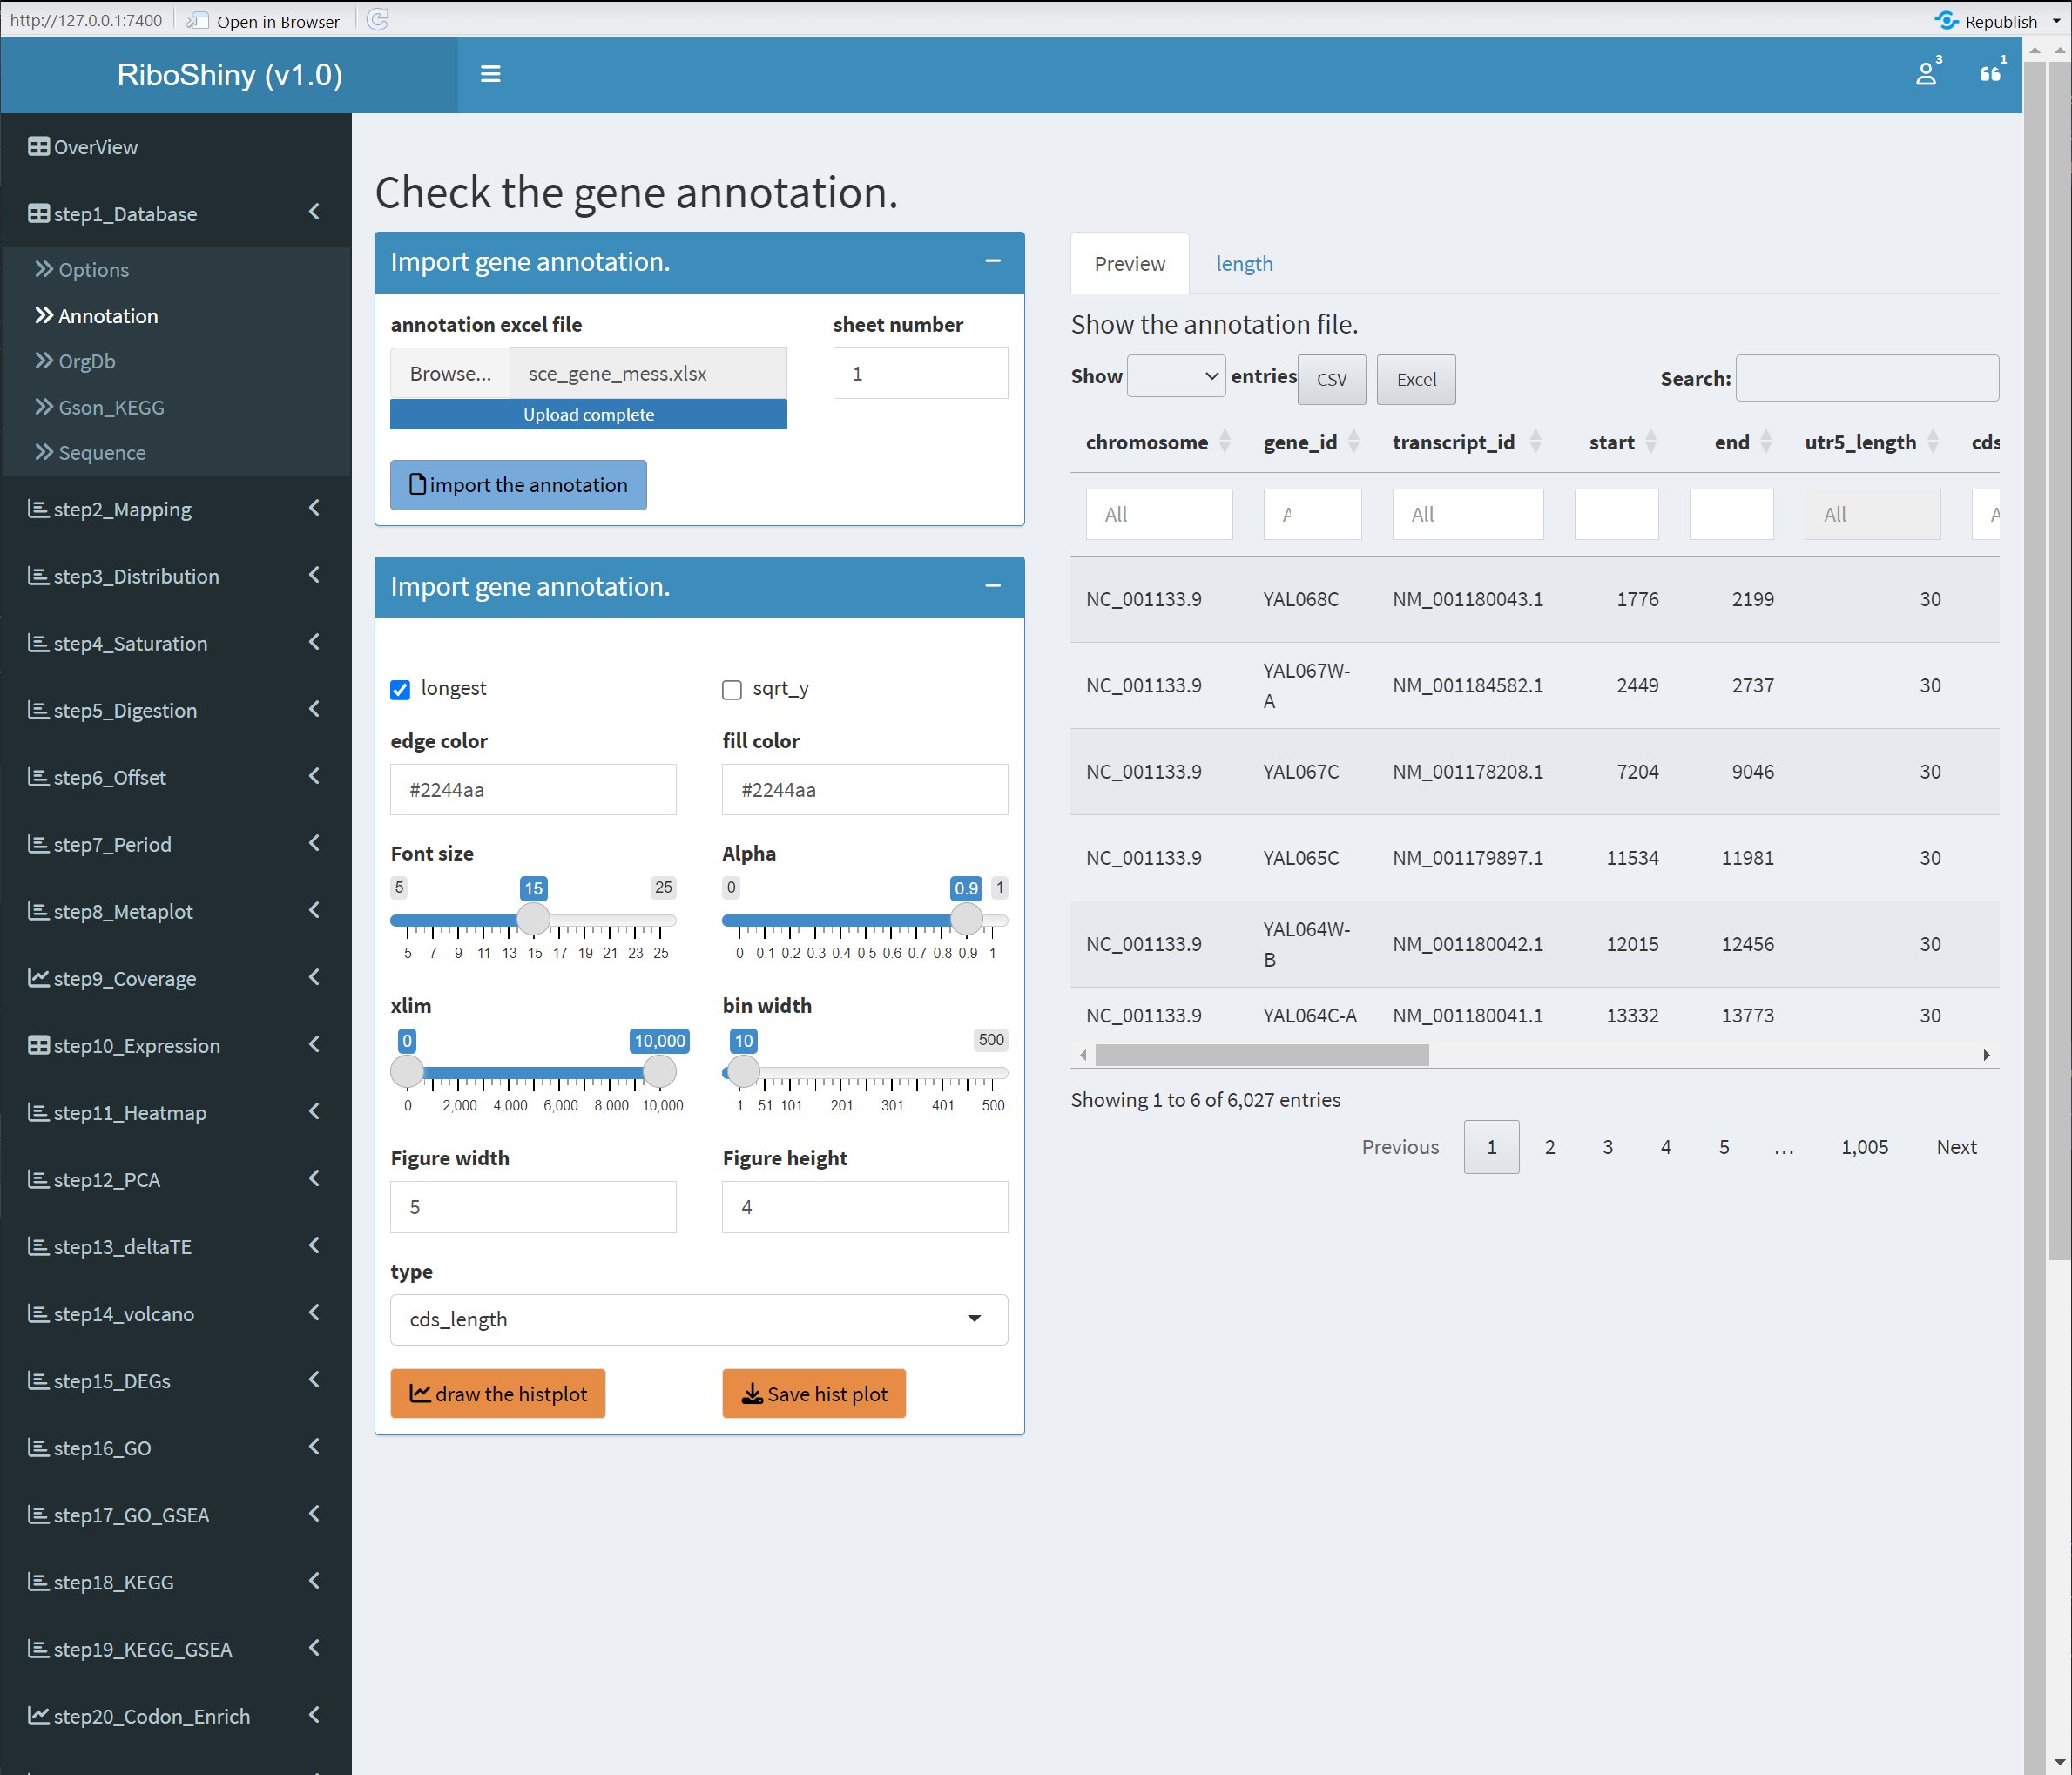 http://127.0.0.1:7400 Open in Browser Republish
RiboShiny (v1.0) 3 1
OverView
step1_Database
Options
Annotation
OrgDb
Gson_KEGG
Sequence
step2_Mapping
step3_Distribution
step4_Saturation
step5_Digestion
step6_Offset
step7_Period
step8_Metaplot
step9_Coverage
step10_Expression
step11_Heatmap
step12_PCA
step13_deltaTE
step14_volcano
step15_DEGs
step16_GO
step17_GO_GSEA
step18_KEGG
step19_KEGG_GSEA
step20_Codon_Enrich
Check the gene annotation.
Import gene annotation.
annotation excel file sheet number
Browse... sce_gene_mess.xlsx 1
Upload complete
import the annotation
Import gene annotation.
longest sqrt_y
edge color fill color
#2244aa #2244aa
Font size Alpha
5 15 25 0 0.9 1
5 7 9 11 13 15 17 19 21 23 25 0 0.1 0.2 0.3 0.4 0.5 0.6 0.7 0.8 0.9 1
xlim bin width
0 10,000 10 500
0 2,000 4,000 6,000 8,000 10,000 1 51 101 201 301 401 500
Figure width Figure height
5 4
type
cds_length
draw the histplot Save hist plot
Preview length
Show the annotation file.
Show entries CSV Excel Search:
chromosome gene_id transcript_id start end utr5_length cds
All A All All A
NC_001133.9 YAL068C NM_001180043.1 1776 2199 30
NC_001133.9 YAL067W-A NM_001184582.1 2449 2737 30
NC_001133.9 YAL067C NM_001178208.1 7204 9046 30
NC_001133.9 YAL065C NM_001179897.1 11534 11981 30
NC_001133.9 YAL064W-B NM_001180042.1 12015 12456 30
NC_001133.9 YAL064C-A NM_001180041.1 13332 13773 30
Showing 1 to 6 of 6,027 entries
Previous 1 2 3 4 5 … 1,005 Next